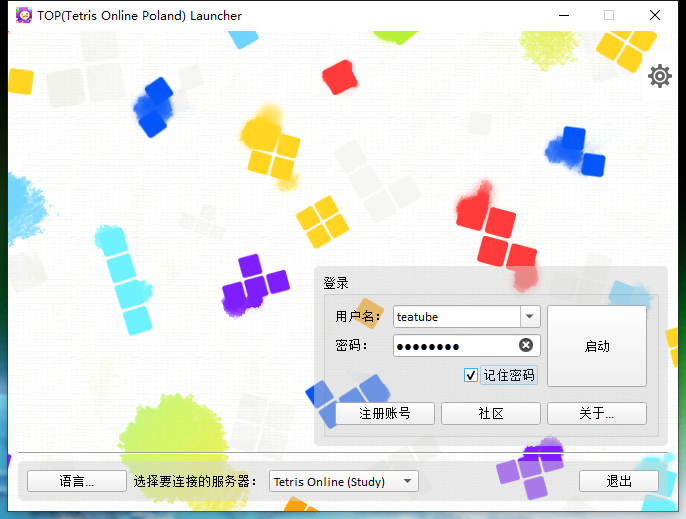 TOP(Tetris Online Poland) Launcher
登录
用户名： teatube
密码： ●●●●●●●●
启动
记住密码
注册账号 社区 关于...
语言... 选择要连接的服务器： Tetris Online (Study) 退出